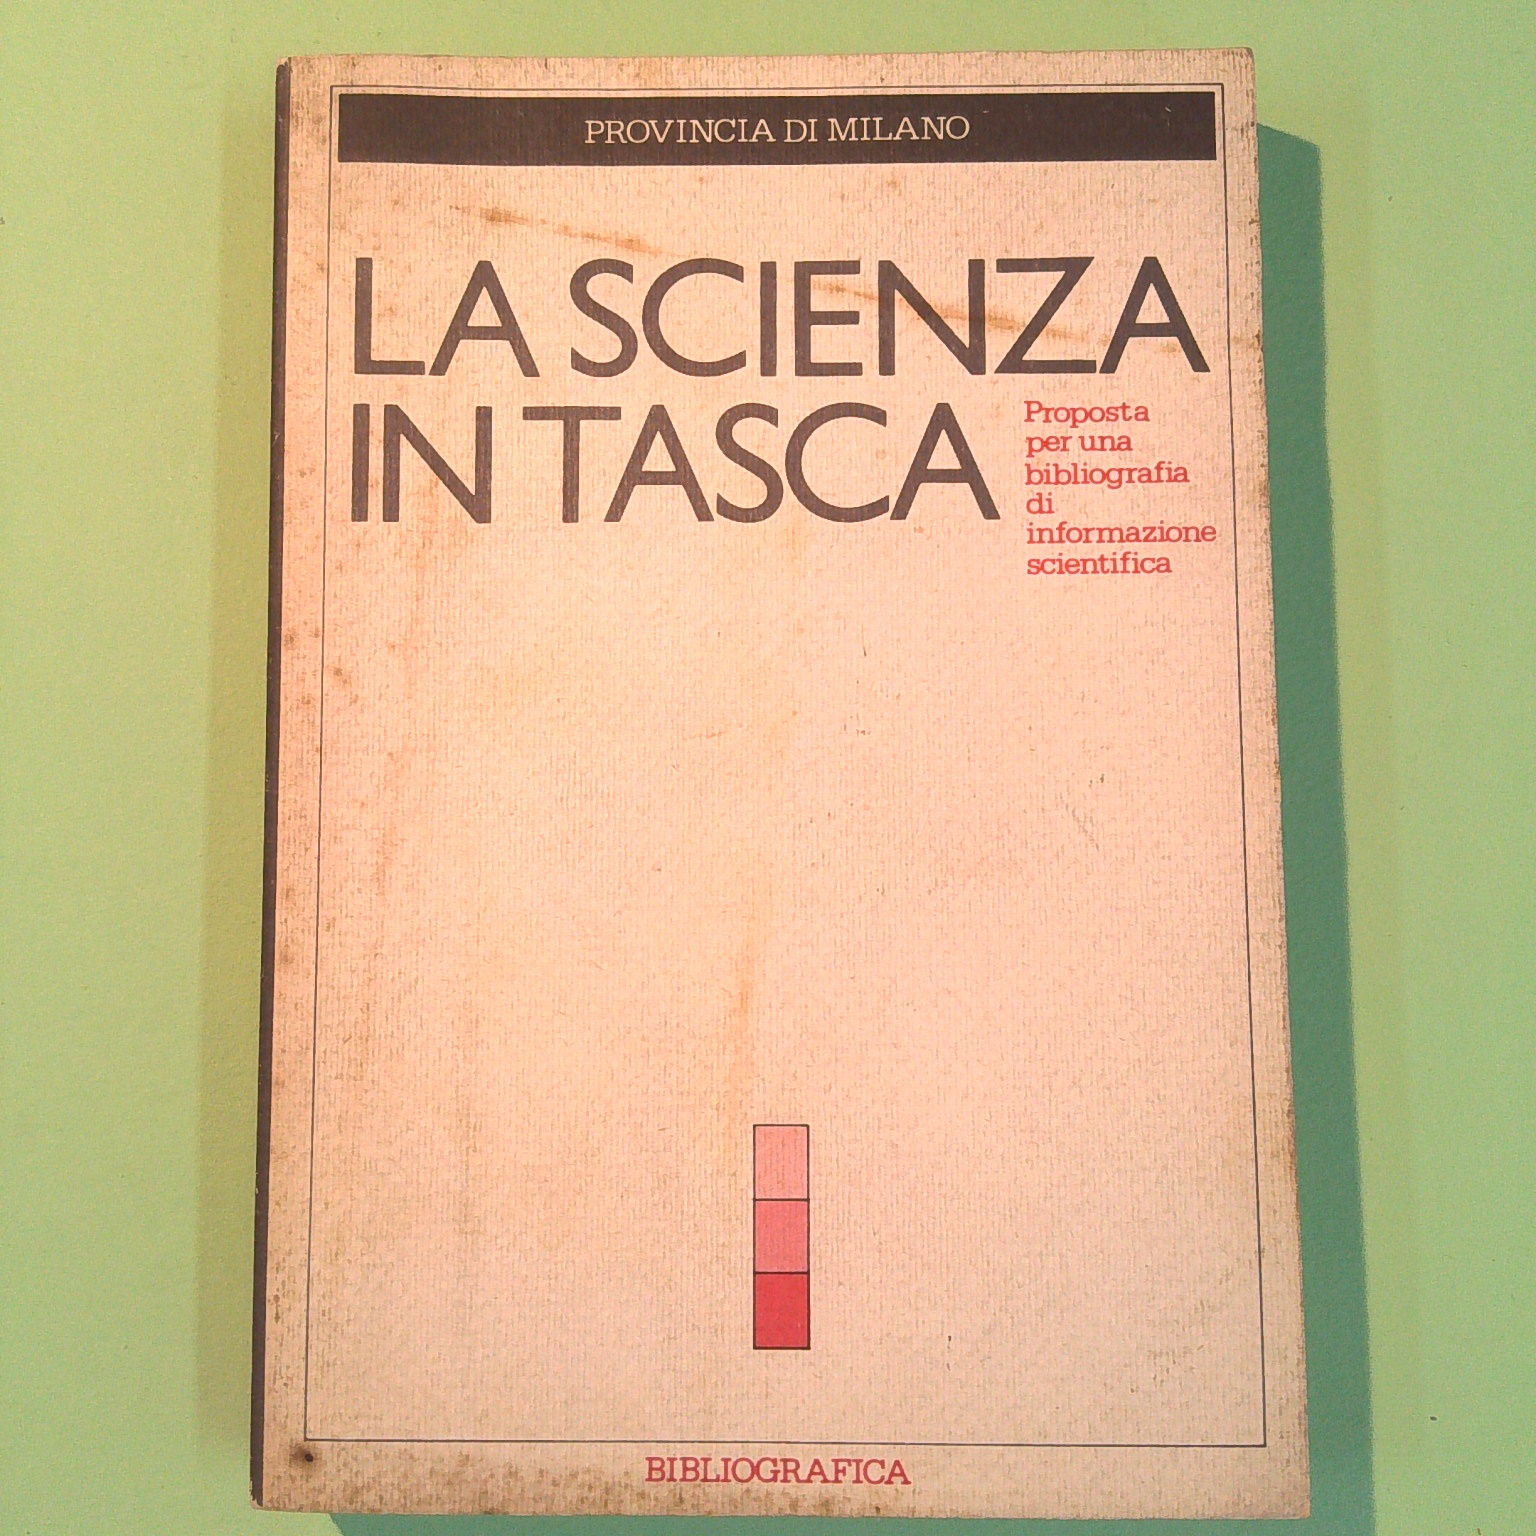 PROVINCIA DI MILANO
LA SCIENZA
IN TASCA
Proposta
per una
bibliografia
di
informazione
scientifica
BIBLIOGRAFICA